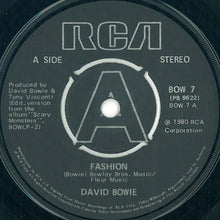 RCA
A SIDE
STEREO
Produced by
David Bowie &
Tony Visconti
(Edit. version
from the album
"Scary
Monsters",
BOWLP-2)
BOW 7
(PB 9622)
BOW 7 A
℗ 1980 RCA
Corporation
A
FASHION
(Bowie) Bewlay Bros. Music/
Fleur Music
DAVID BOWIE